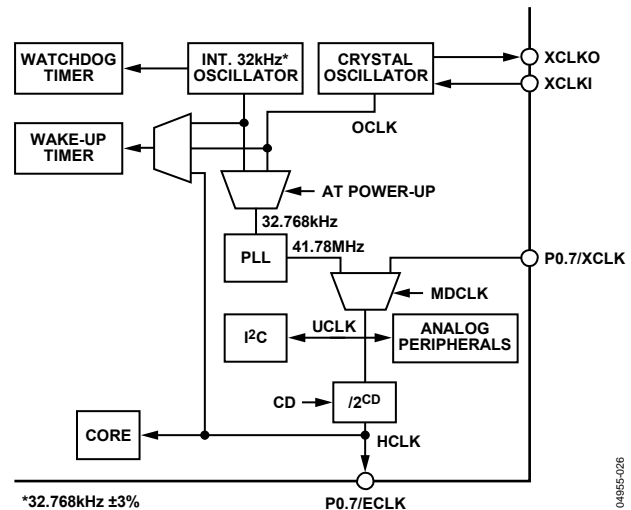 WATCHDOG
TIMER
INT. 32kHz*
OSCILLATOR
CRYSTAL
OSCILLATOR
XCLKO
XCLKI
OCLK
WAKE-UP
TIMER
AT POWER-UP
32.768kHz
PLL
41.78MHz
P0.7/XCLK
MDCLK
I2C
UCLK
ANALOG
PERIPHERALS
CD
/2CD
CORE
HCLK
*32.768kHz ±3%
P0.7/ECLK
04955-026